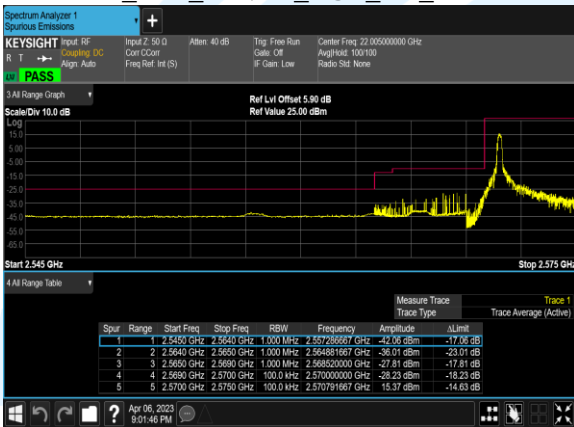 Spectrum Analyzer 1
Spurious Emissions
KEYSIGHT Input: RF Input Z: 50 Ω Atten: 40 dB Trig: Free Run Center Freq: 22.005000000 GHz
R T Coupling: DC Corr CCorr Gate: Off Avg|Hold: 100/100
Align: Auto Freq Ref: Int (S) IF Gain: Low Radio Std: None
PASS
3 All Range Graph
Ref Lvl Offset 5.90 dB
Scale/Div 10.0 dB Ref Value 25.00 dBm
Log
15.0
5.00
-5.00
-15.0
-25.0
-35.0
-45.0
-55.0
-65.0
Start 2.545 GHz Stop 2.575 GHz
4 All Range Table
Measure Trace Trace 1
Trace Type Trace Average (Active)
Spur Range Start Freq Stop Freq RBW Frequency Amplitude ΔLimit
1 1 2.5450 GHz 2.5640 GHz 1.000 MHz 2.557286667 GHz -42.06 dBm -17.06 dB
2 2 2.5640 GHz 2.5650 GHz 1.000 MHz 2.564881667 GHz -36.01 dBm -23.01 dB
3 3 2.5650 GHz 2.5690 GHz 1.000 MHz 2.568520000 GHz -27.81 dBm -17.81 dB
4 4 2.5690 GHz 2.5700 GHz 100.0 kHz 2.570000000 GHz -28.23 dBm -18.23 dB
5 5 2.5700 GHz 2.5750 GHz 100.0 kHz 2.570791667 GHz 15.37 dBm -14.63 dB
? Apr 06, 2023
9:01:46 PM